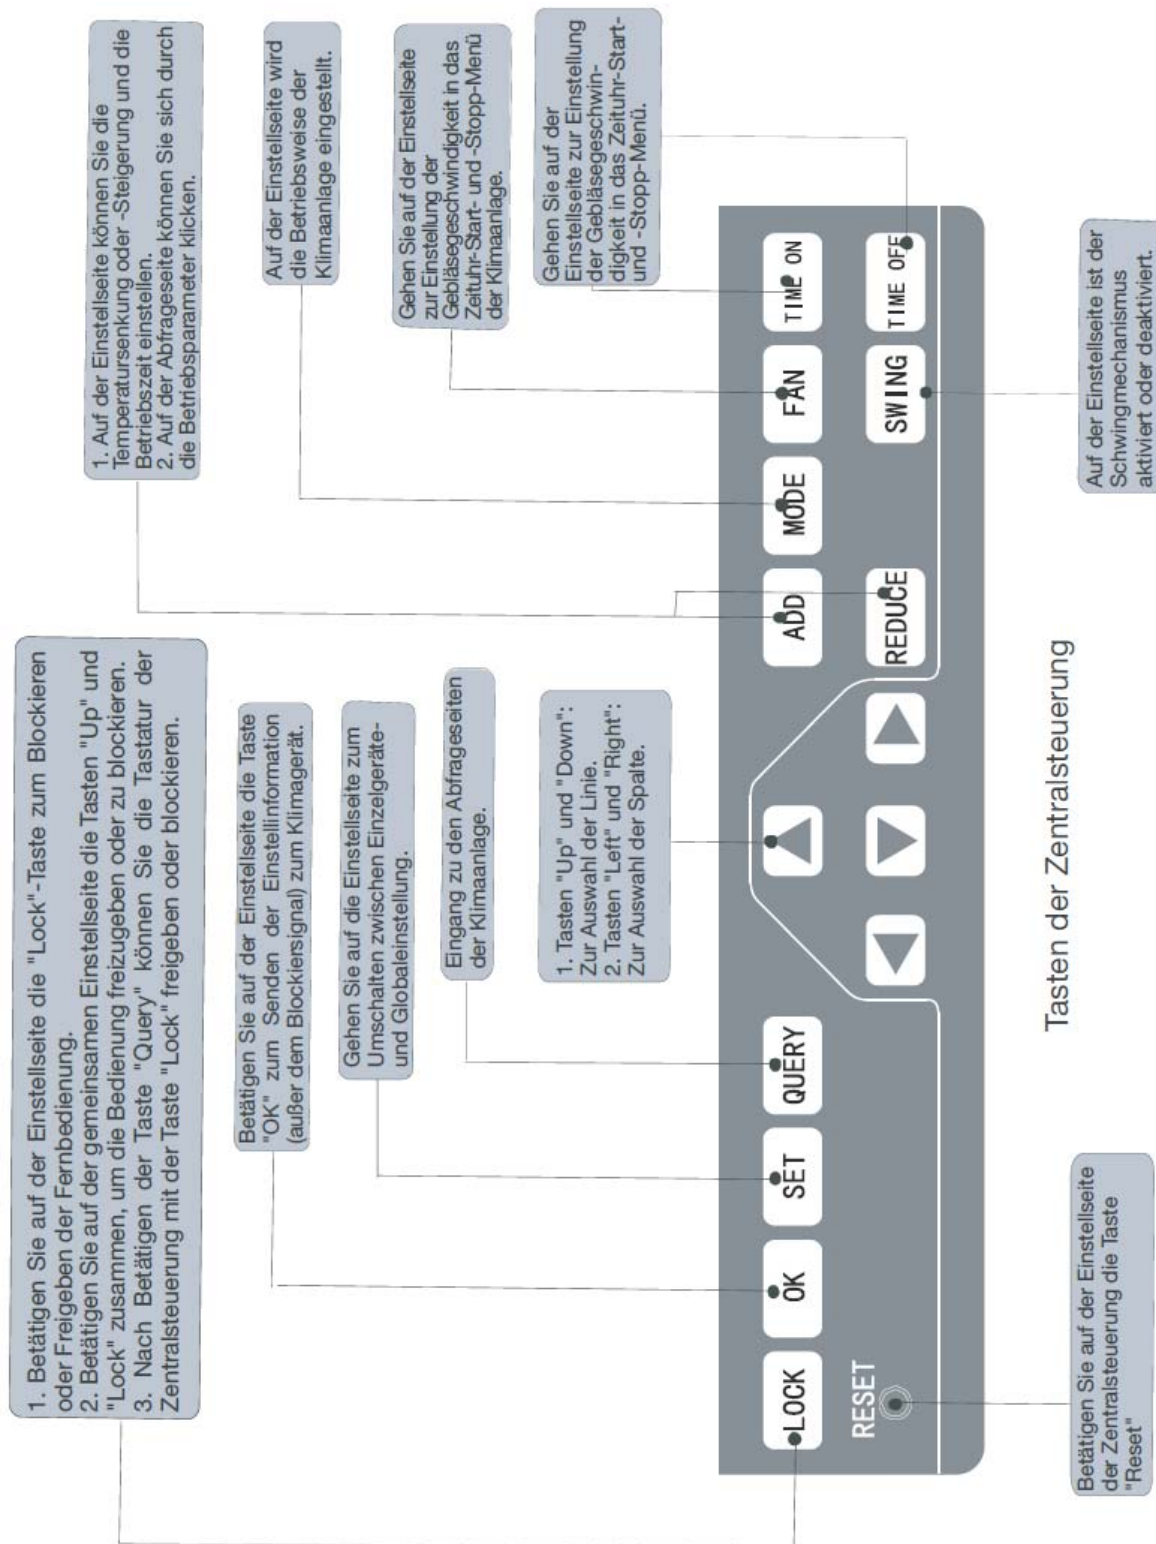 1. Betätigen Sie auf der Einstellseite die "Lock"-Taste zum Blockieren
oder Freigeben der Fernbedienung.
2. Betätigen Sie auf der gemeinsamen Einstellseite die Tasten "Up" und
"Lock" zusammen, um die Bedienung freizugeben oder zu blockieren.
3. Nach Betätigen der Taste "Query" können Sie die Tastatur der
Zentralsteuerung mit der Taste "Lock" freigeben oder blockieren.
Betätigen Sie auf der Einstellseite die Taste
"OK" zum Senden der Einstellinformation
(außer dem Blockiersignal) zum Klimagerät.
Gehen Sie auf die Einstellseite zum
Umschalten zwischen Einzelgeräte-
und Globaleinstellung.
Eingang zu den Abfrageseiten
der Klimaanlage.
1. Tasten "Up" und "Down":
Zur Auswahl der Linie.
2. Tasten "Left" und "Right":
Zur Auswahl der Spalte.
1. Auf der Einstellseite können Sie die
Temperatursenkung oder -Steigerung und die
Betriebszeit einstellen.
2. Auf der Abfrageseite können Sie sich durch
die Betriebsparameter klicken.
Auf der Einstellseite wird
die Betriebsweise der
Klimaanlage eingestellt.
Gehen Sie auf der Einstellseite
zur Einstellung der
Gebläsegeschwindigkeit in das
Zeituhr-Start- und -Stopp-Menü
der Klimaanlage.
Gehen Sie auf der
Einstellseite zur Einstellung
der Gebläsegeschwin-
digkeit in das Zeituhr-Start-
und -Stopp-Menü.
LOCK
OK
SET
QUERY
ADD
MODE
FAN
TIME ON
RESET
REDUCE
SWING
TIME OFF
Betätigen Sie auf der Einstellseite
der Zentralsteuerung die Taste
"Reset"
Tasten der Zentralsteuerung
Auf der Einstellseite ist der
Schwingmechanismus
aktiviert oder deaktiviert.